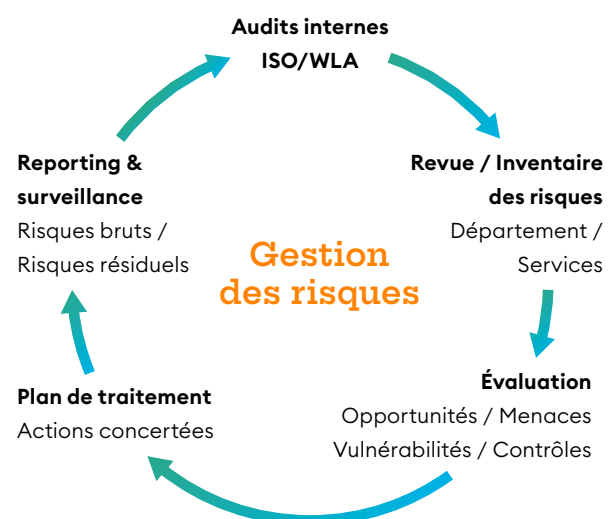 Audits internes
ISO/WLA
Revue / Inventaire
des risques
Département /
Services
Évaluation
Opportunités / Menaces
Vulnérabilités / Contrôles
Plan de traitement
Actions concertées
Reporting &
surveillance
Risques bruts /
Risques résiduels
Gestion
des risques